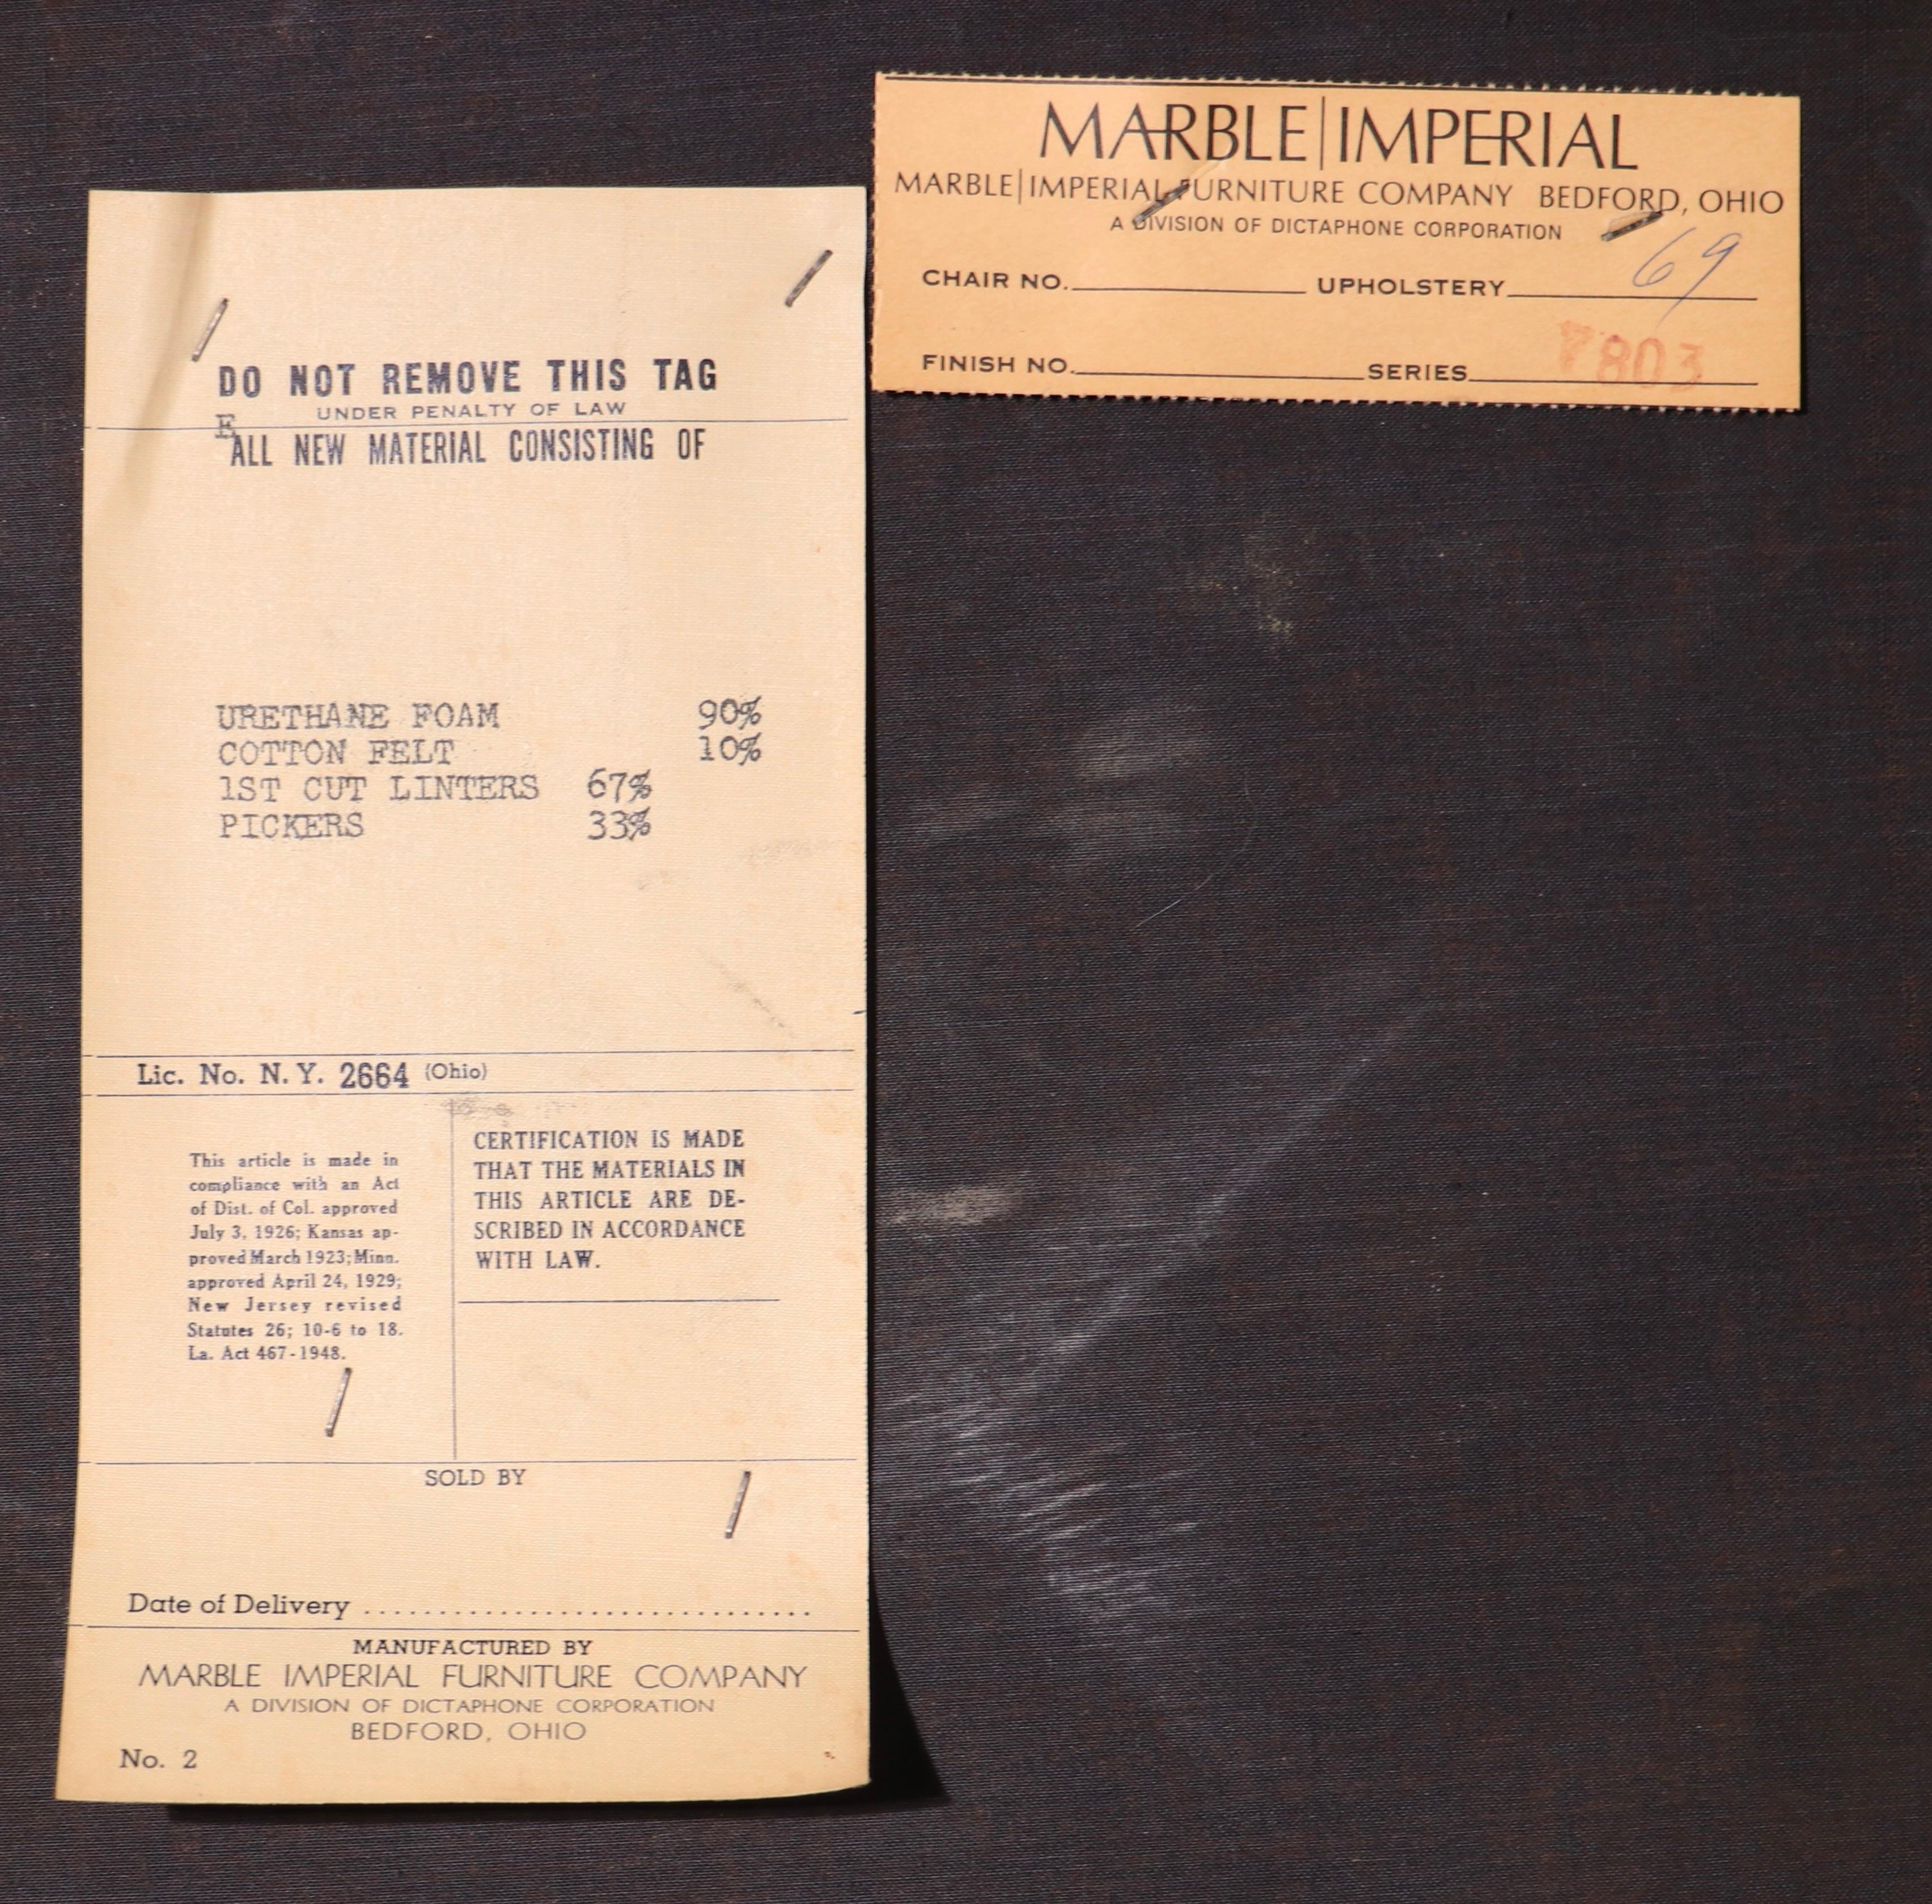 DO NOT REMOVE THIS TAG
UNDER PENALTY OF LAW
E
ALL NEW MATERIAL CONSISTING OF
URETHANE FOAM 90%
COTTON FELT 10%
1ST CUT LINTERS 67%
PICKERS 33%
Lic. No. N.Y. 2664 (Ohio)
This article is made in
compliance with an Act
of Dist. of Col. approved
July 3, 1926; Kansas ap-
proved March 1923; Minn.
approved April 24, 1929;
New Jersey revised
Statutes 26; 10-6 to 18.
La. Act 467-1948.
CERTIFICATION IS MADE
THAT THE MATERIALS IN
THIS ARTICLE ARE DE-
SCRIBED IN ACCORDANCE
WITH LAW.
SOLD BY
Date of Delivery ..............................
MANUFACTURED BY
MARBLE IMPERIAL FURNITURE COMPANY
A DIVISION OF DICTAPHONE CORPORATION
BEDFORD, OHIO
No. 2
MARBLE|IMPERIAL
MARBLE|IMPERIAL FURNITURE COMPANY BEDFORD, OHIO
A DIVISION OF DICTAPHONE CORPORATION
CHAIR NO. UPHOLSTERY 69
FINISH NO. SERIES 7803